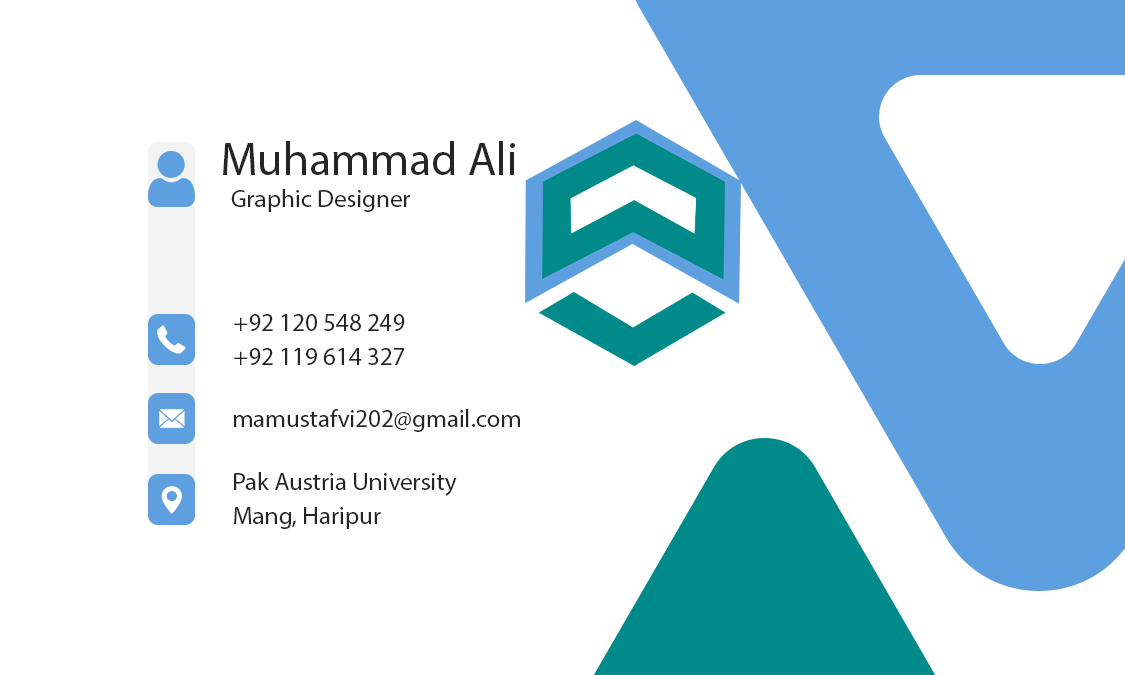 Muhammad Ali
Graphic Designer
+92 120 548 249
+92 119 614 327
mamustafvi202@gmail.com
Pak Austria University
Mang, Haripur